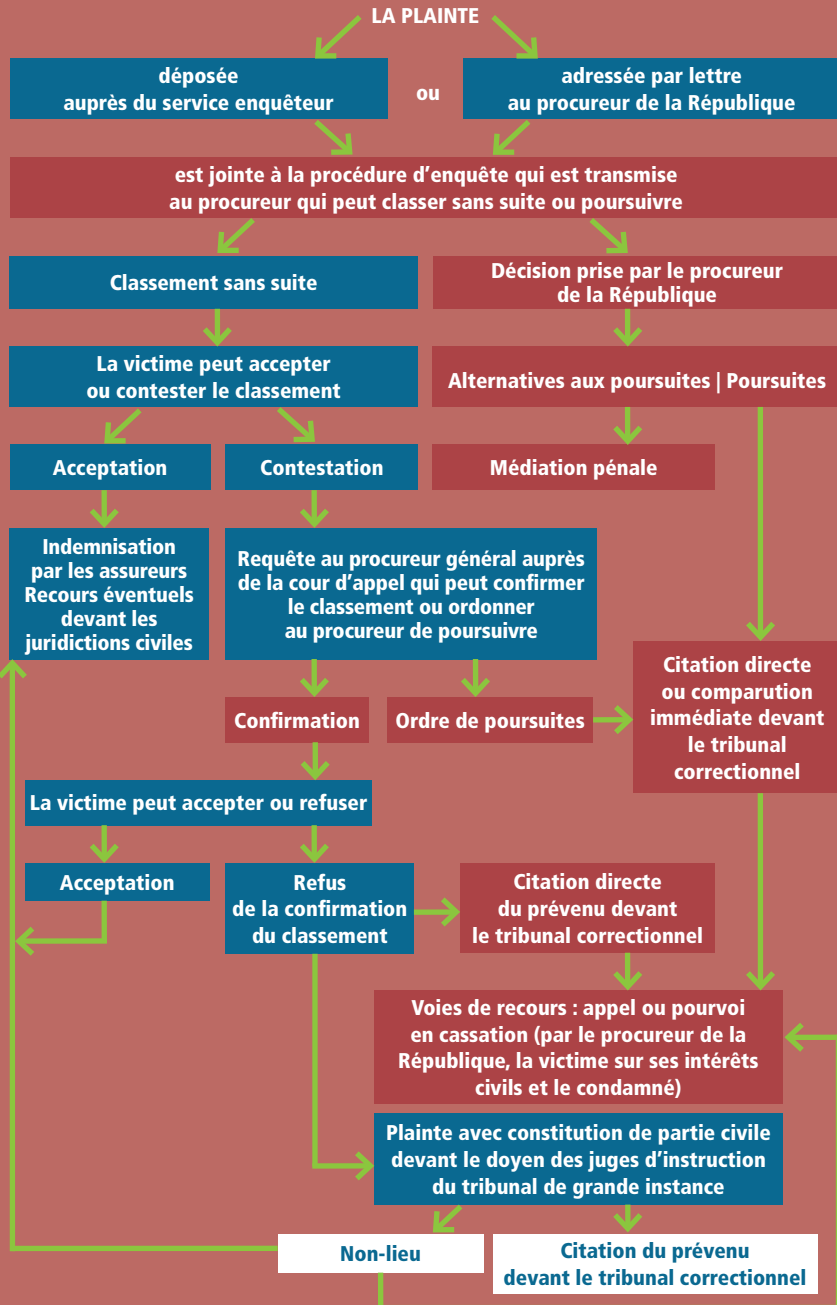 LA PLAINTE
déposée
auprès du service enquêteur
ou
adressée par lettre
au procureur de la République
est jointe à la procédure d’enquête qui est transmise
au procureur qui peut classer sans suite ou poursuivre
Classement sans suite
Décision prise par le procureur
de la République
La victime peut accepter
ou contester le classement
Alternatives aux poursuites | Poursuites
Acceptation
Contestation
Médiation pénale
Indemnisation
par les assureurs
Recours éventuels
devant les
juridictions civiles
Requête au procureur général auprès
de la cour d’appel qui peut confirmer
le classement ou ordonner
au procureur de poursuivre
Citation directe
ou comparution
immédiate devant
le tribunal
correctionnel
Confirmation
Ordre de poursuites
La victime peut accepter ou refuser
Acceptation
Refus
de la confirmation
du classement
Citation directe
du prévenu devant
le tribunal correctionnel
Voies de recours : appel ou pourvoi
en cassation (par le procureur de la
République, la victime sur ses intérêts
civils et le condamné)
Plainte avec constitution de partie civile
devant le doyen des juges d’instruction
du tribunal de grande instance
Non-lieu
Citation du prévenu
devant le tribunal correctionnel